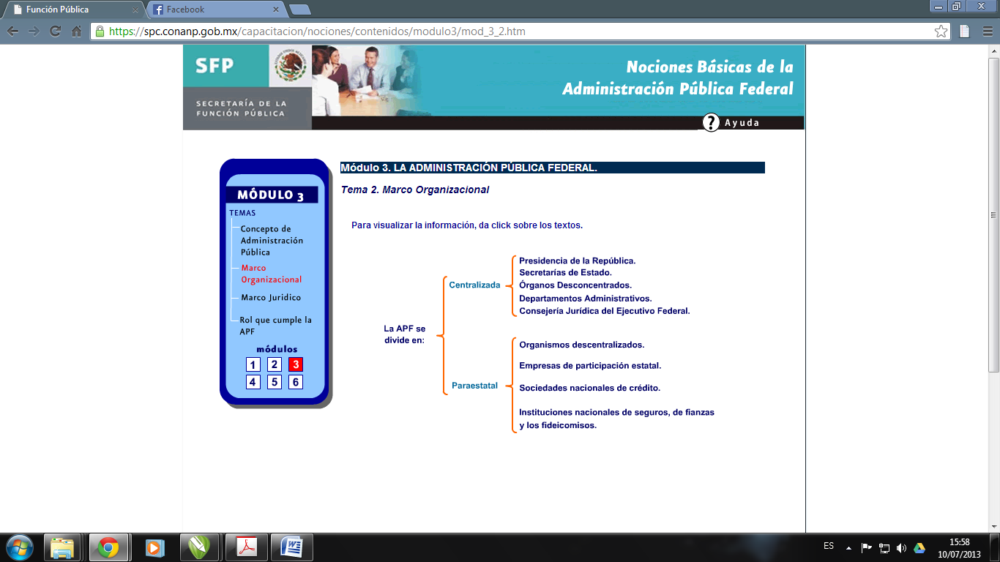 Función Pública
Facebook
https://spc.conanp.gob.mx/capacitacion/nociones/contenidos/modulo3/mod_3_2.htm
SFP
SECRETARÍA DE LA
FUNCIÓN PÚBLICA
Nociones Básicas de la
Administración Pública Federal
? Ayuda
MÓDULO 3
TEMAS
Concepto de
Administración
Pública
Marco
Organizacional
Marco Juridico
Rol que cumple la
APF
módulos
1 2 3
4 5 6
Módulo 3. LA ADMINISTRACIÓN PÚBLICA FEDERAL.
Tema 2. Marco Organizacional
Para visualizar la información, da click sobre los textos.
La APF se
divide en:
Centralizada
Presidencia de la República.
Secretarías de Estado.
Órganos Desconcentrados.
Departamentos Administrativos.
Consejería Jurídica del Ejecutivo Federal.
Paraestatal
Organismos descentralizados.
Empresas de participación estatal.
Sociedades nacionales de crédito.
Instituciones nacionales de seguros, de fianzas
y los fideicomisos.
ES
15:58
10/07/2013